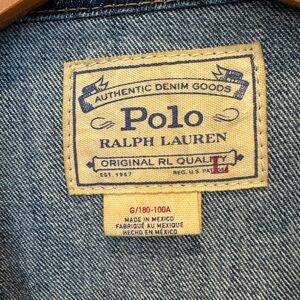 AUTHENTIC DENIM GOODS
Polo
RALPH LAUREN
ORIGINAL RL QUALITY
L
EST. 1967
REG. U.S. PAT.
G/180-100A
MADE IN MEXICO
FABRIQUÉ AU MEXIQUE
HECHO EN MÉXICO